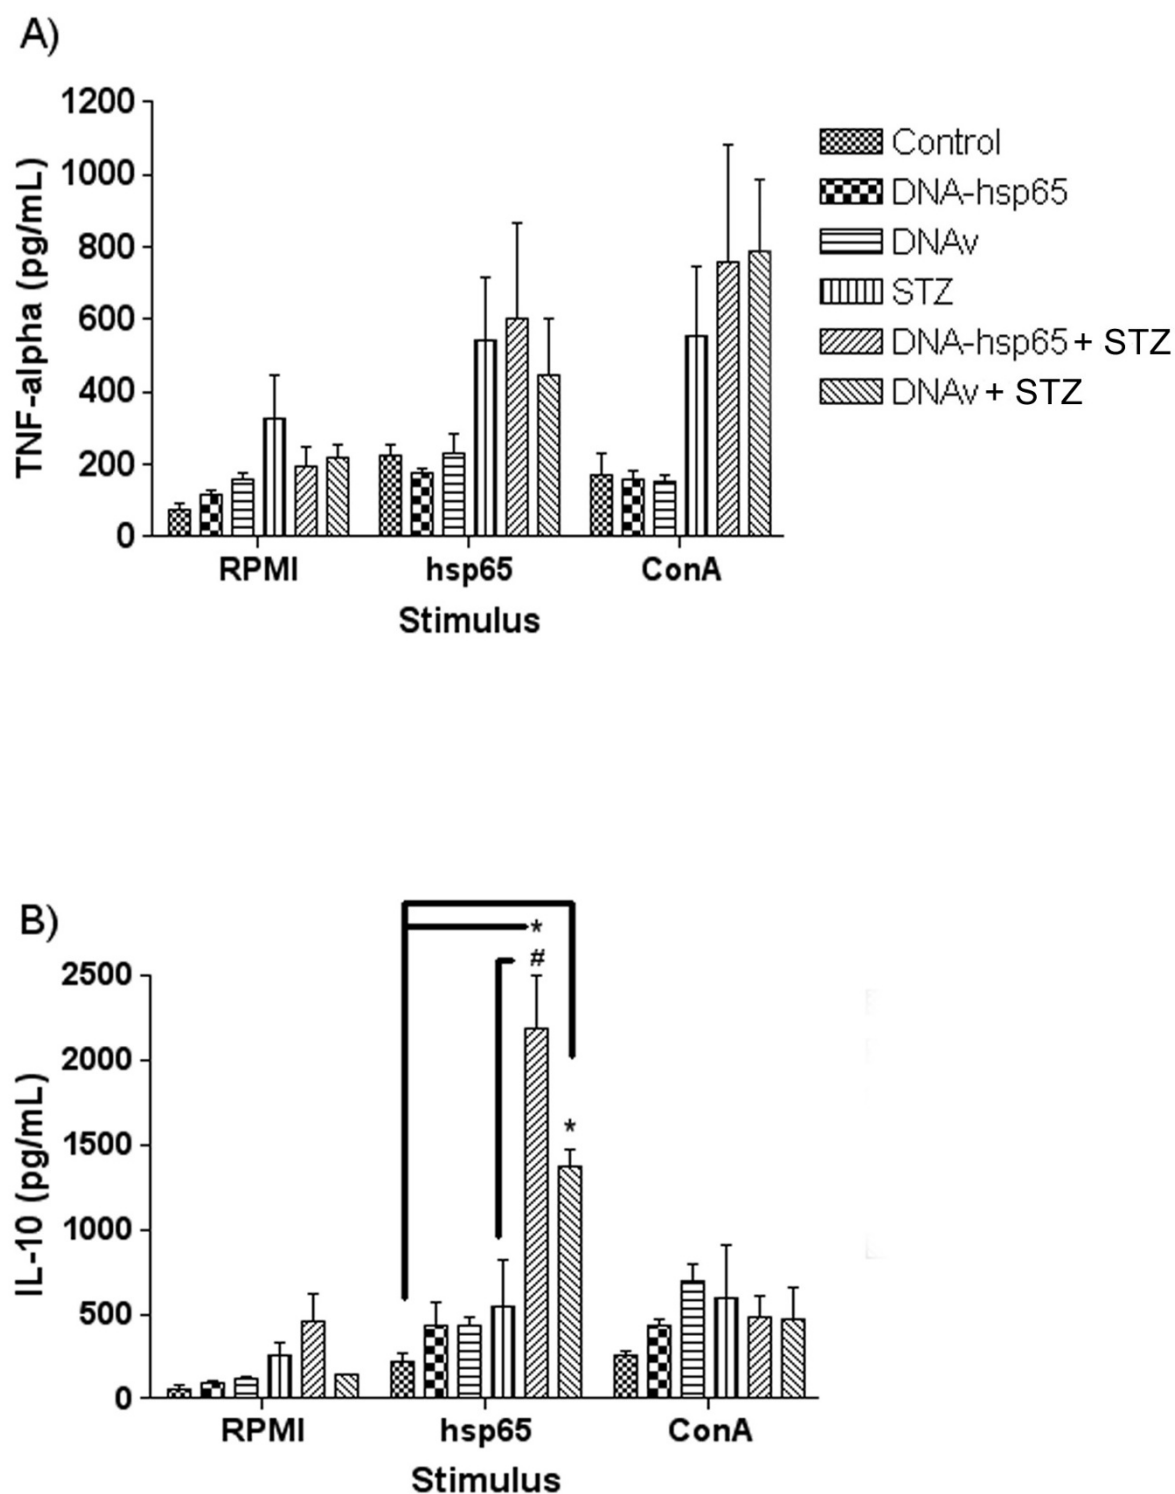 A)
TNF-alpha (pg/mL)
1200
1000
800
600
400
200
0
RPMI hsp65 ConA
Stimulus
Control
DNA-hsp65
DNAv
STZ
DNA-hsp65 + STZ
DNAv + STZ
B)
IL-10 (pg/mL)
2500
2000
1500
1000
500
0
*
#
*
RPMI hsp65 ConA
Stimulus